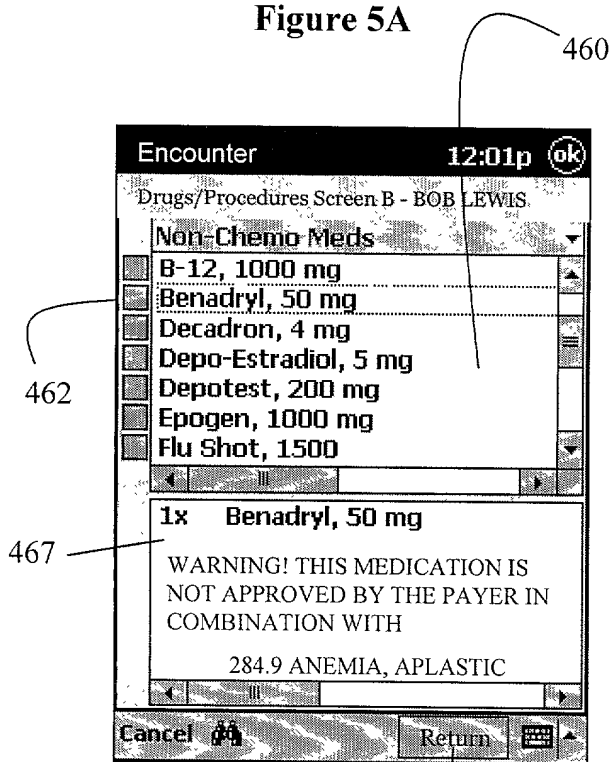 Figure 5A
460
Encounter 12:01p ok
Drugs/Procedures Screen B - BOB LEWIS
Non-Chemo Meds
B-12, 1000 mg
Benadryl, 50 mg
Decadron, 4 mg
Depo-Estradiol, 5 mg
Depotest, 200 mg
Epogen, 1000 mg
Flu Shot, 1500
462
1x Benadryl, 50 mg
467
WARNING! THIS MEDICATION IS
NOT APPROVED BY THE PAYER IN
COMBINATION WITH
284.9 ANEMIA, APLASTIC
Cancel Return